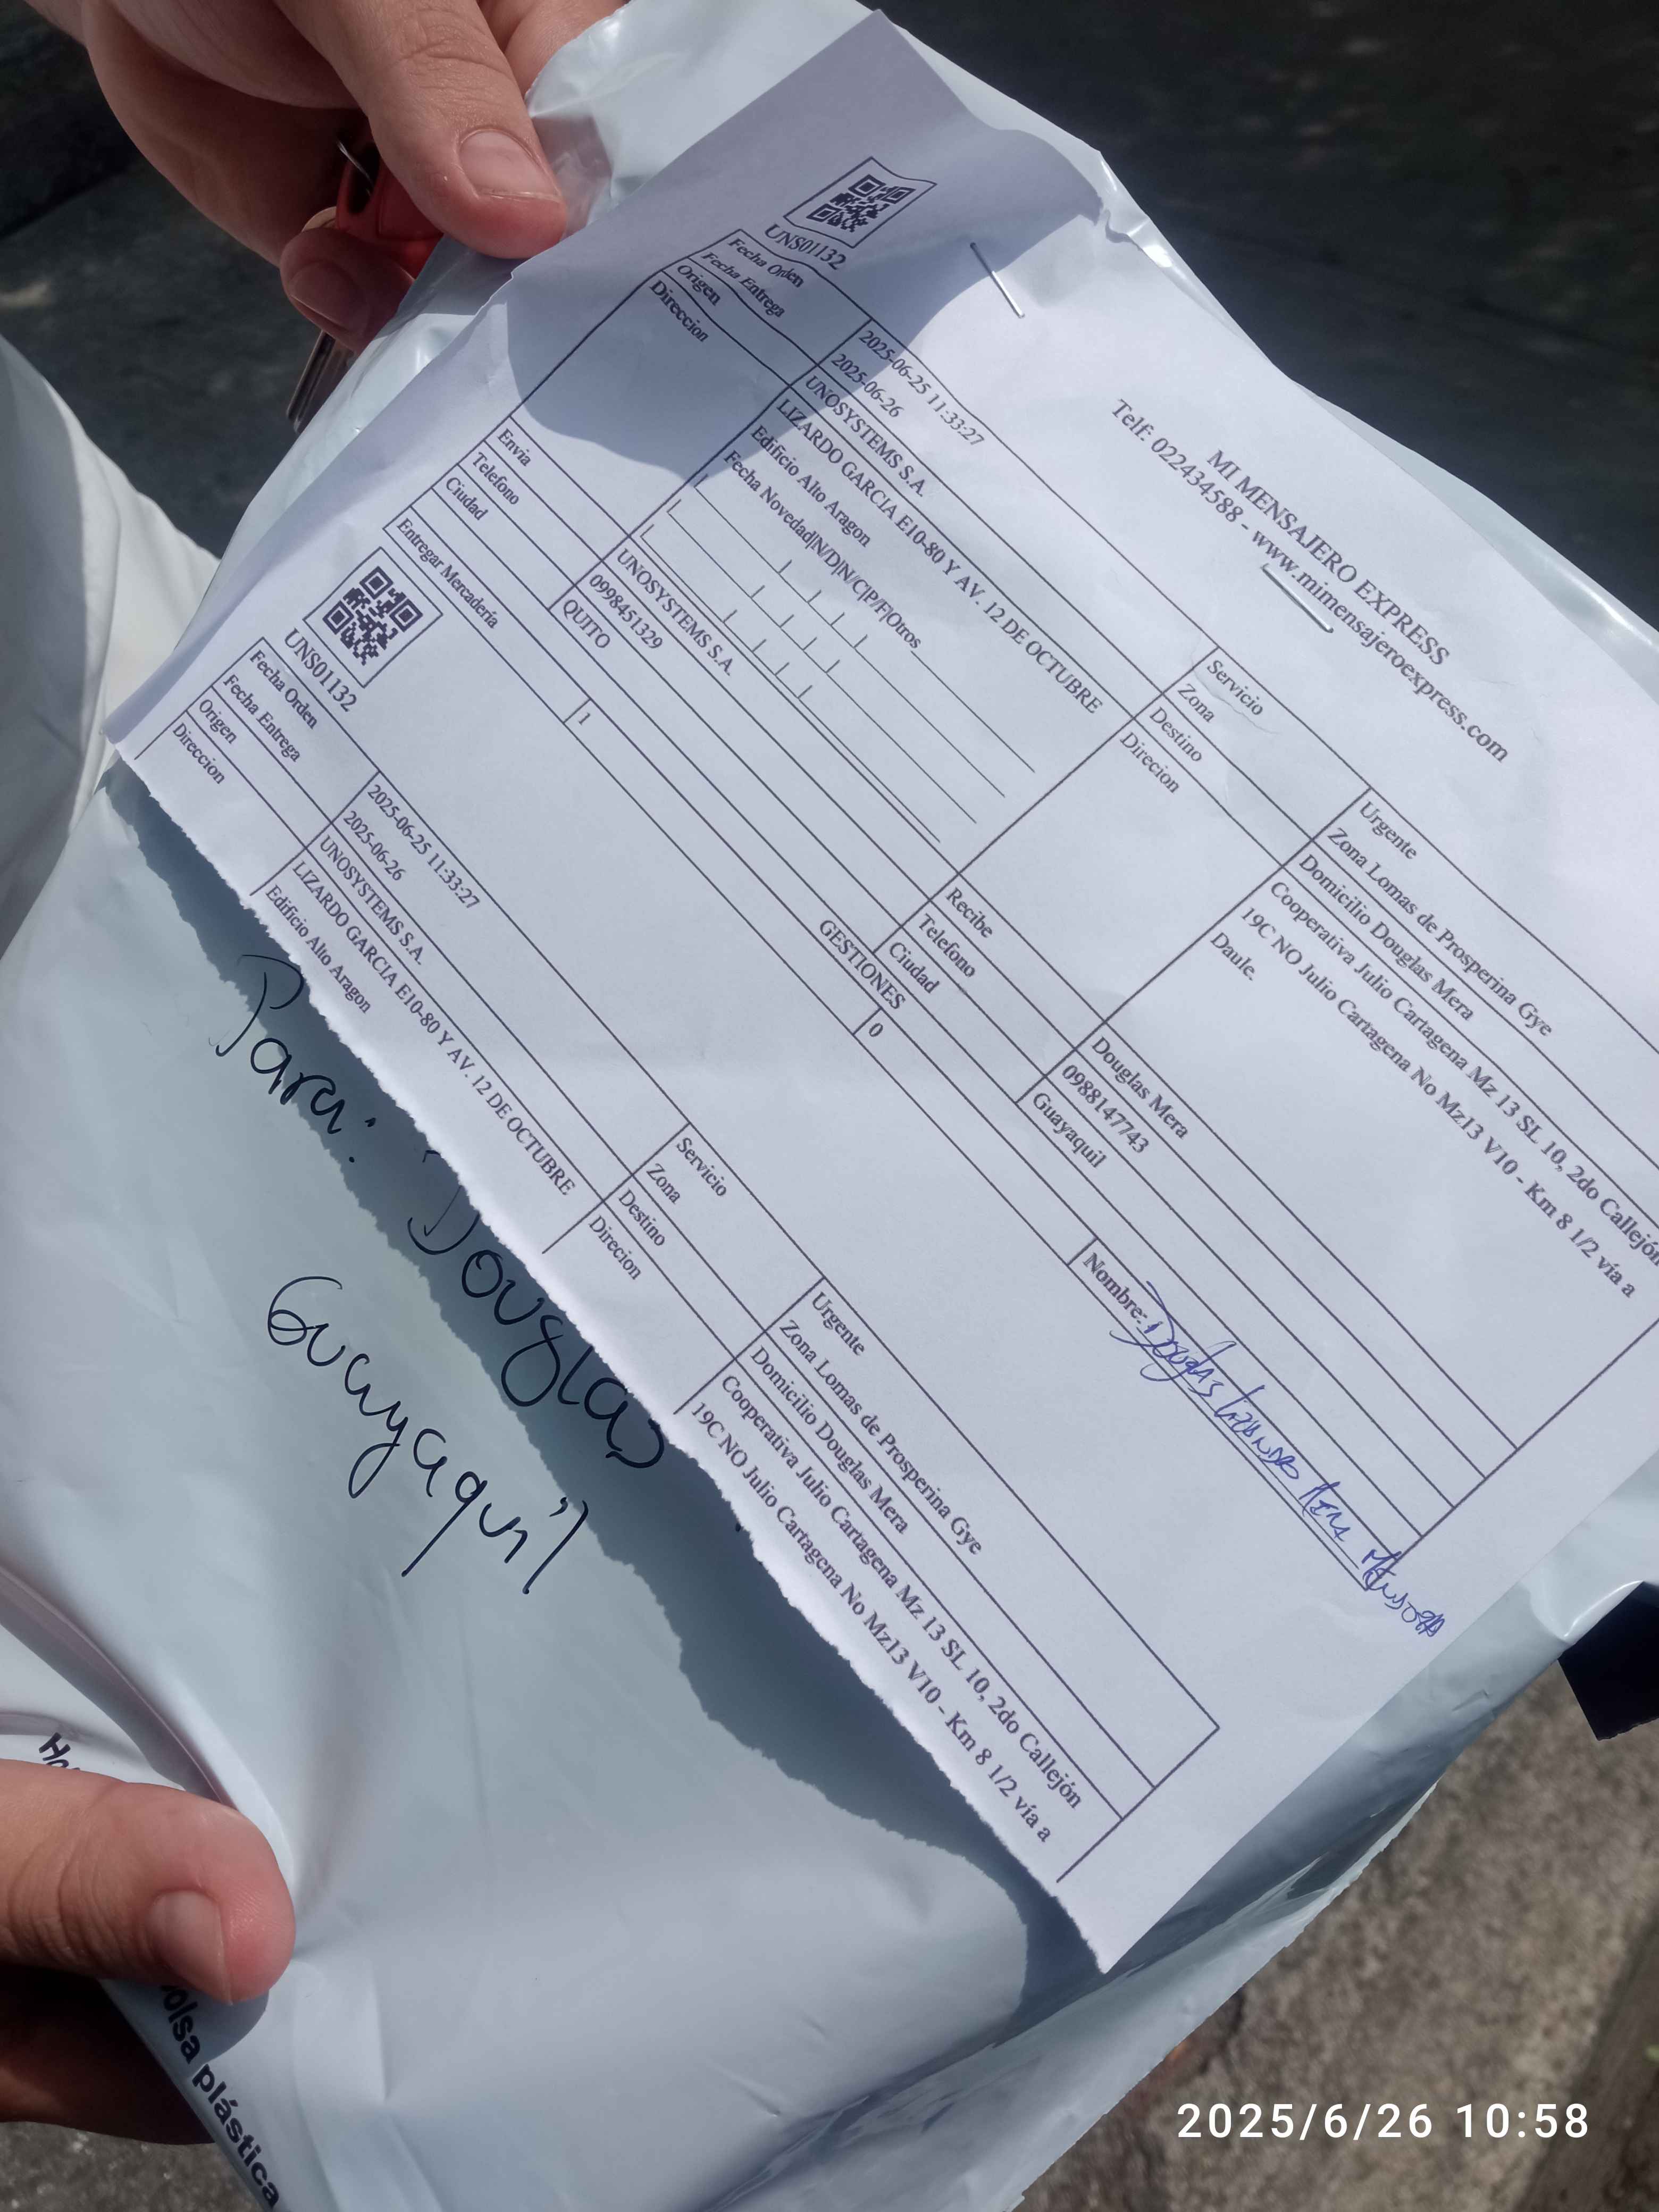 MI MENSAJERO EXPRESS
Telf: 022434588 - www.mimensajeroexpress.com
UNS01132
Fecha Orden 2025-06-25 11:33:27 Servicio Urgente
Fecha Entrega 2025-06-26 Zona Zona Lomas de Prosperina Gye
Origen UNOSYSTEMS S.A. Destino Domicilio Douglas Mera
Direccion LIZARDO GARCIA E10-80 Y AV. 12 DE OCTUBRE Direcion Cooperativa Julio Cartagena Mz 13 SL 10, 2do Callejón
Edificio Alto Aragon 19C NO Julio Cartagena No Mz13 V10 - Km 8 1/2 vía a
Fecha Novedad|N/D|N/C|P/F|Otros Daule.
Envia UNOSYSTEMS S.A. Recibe Douglas Mera
Telefono 0998451329 Telefono 0988147743
Ciudad QUITO Ciudad Guayaquil
GESTIONES
Entregar Mercadería 1 0
Nombre: Douglas
UNS01132
Fecha Orden 2025-06-25 11:33:27 Servicio Urgente
Fecha Entrega 2025-06-26 Zona Zona Lomas de Prosperina Gye
Origen UNOSYSTEMS S.A. Destino Domicilio Douglas Mera
Direccion LIZARDO GARCIA E10-80 Y AV. 12 DE OCTUBRE Direcion Cooperativa Julio Cartagena Mz 13 SL 10, 2do Callejón
Edificio Alto Aragon 19C NO Julio Cartagena No Mz13 V10 - Km 8 1/2 vía a
Para: Douglas
Guayaquil
plástica
2025/6/26 10:58